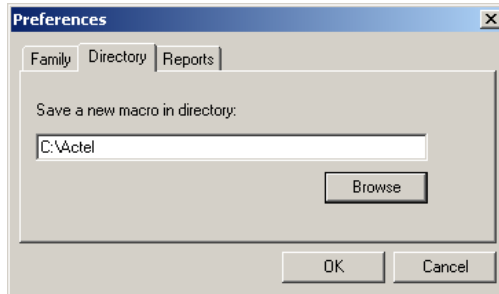 Preferences
Family Directory Reports
Save a new macro in directory:
C:\Actel
Browse
OK Cancel